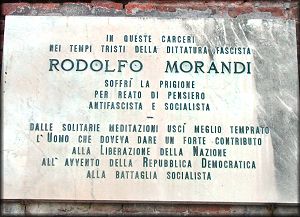 IN QUESTE CARCERI
NEI TEMPI TRISTI DELLA DITTATURA FASCISTA
RODOLFO MORANDI
SOFFRÌ LA PRIGIONE
PER REATO DI PENSIERO
ANTIFASCISTA E SOCIALISTA
—
DALLE SOLITARIE MEDITAZIONI USCÌ MEGLIO TEMPRATO
L'UOMO CHE DOVEVA DARE UN FORTE CONTRIBUTO
ALLA LIBERAZIONE DELLA NAZIONE
ALL'AVVENTO DELLA REPUBBLICA DEMOCRATICA
ALLA BATTAGLIA SOCIALISTA